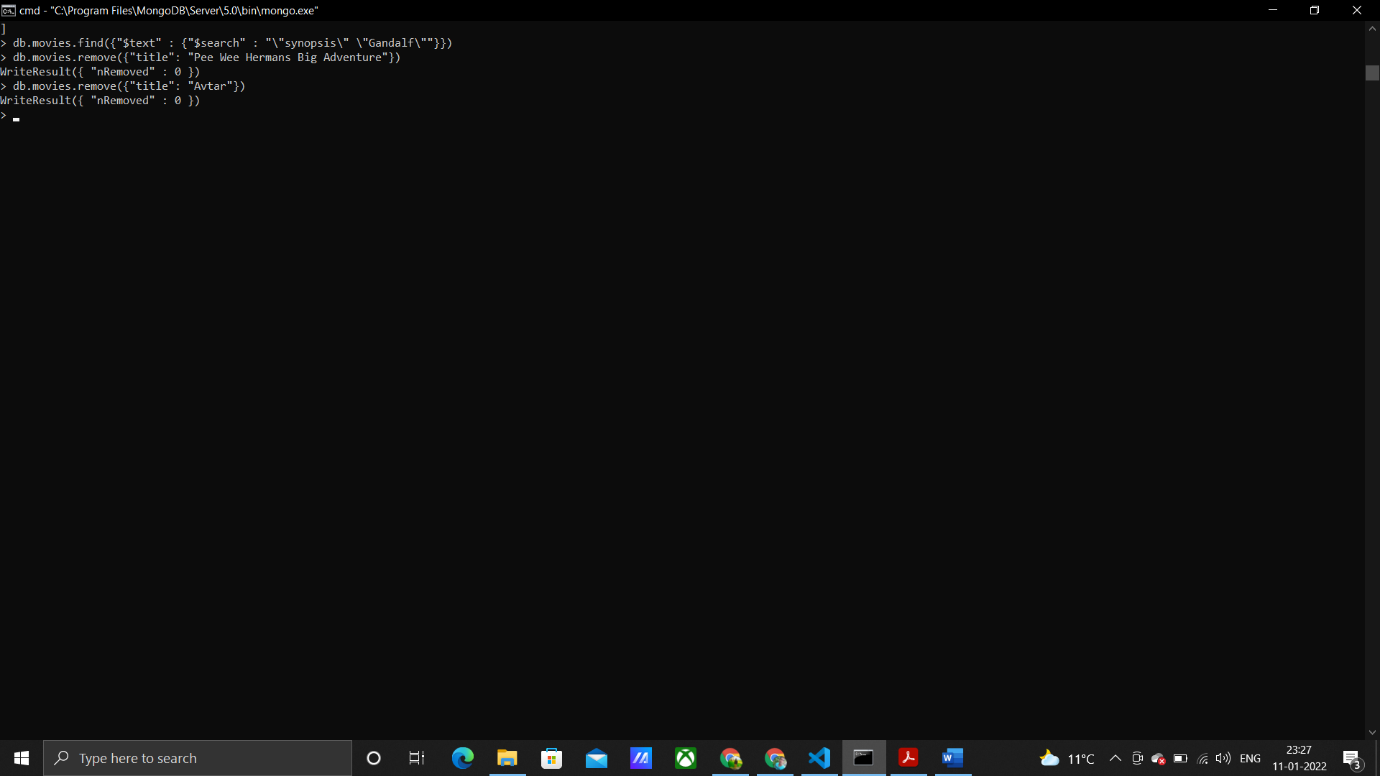 cmd - "C:\Program Files\MongoDB\Server\5.0\bin\mongo.exe"
]
> db.movies.find({"$text" : {"$search" : "\"synopsis\" \"Gandalf\""}})
> db.movies.remove({"title": "Pee Wee Hermans Big Adventure"})
WriteResult({ "nRemoved" : 0 })
> db.movies.remove({"title": "Avtar"})
WriteResult({ "nRemoved" : 0 })
>
Type here to search
11°C
ENG
23:27
11-01-2022
3